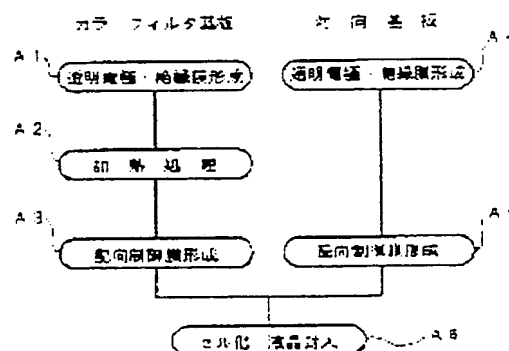 カラーフィルタ基板
対向基板
A1
透明電極・絶縁膜形成
透明電極・絶縁膜形成
A2
加熱処理
A3
配向制御膜形成
配向制御膜形成
セル化 液晶封入